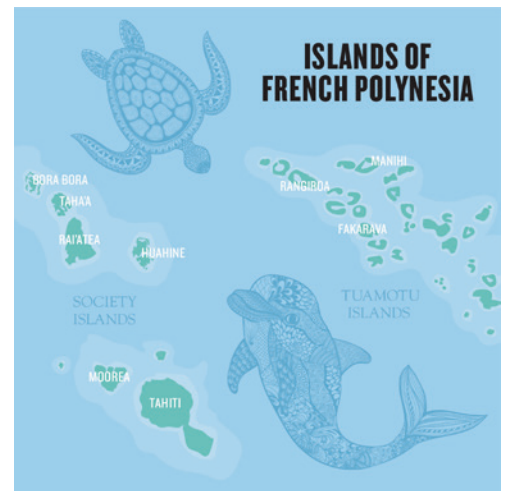 ISLANDS OF
FRENCH POLYNESIA
BORA BORA
TAHA'A
RAI'ATEA
HUAHINE
SOCIETY
ISLANDS
MOOREA
TAHITI
MANIHI
RANGIROA
FAKARAVA
TUAMOTU
ISLANDS